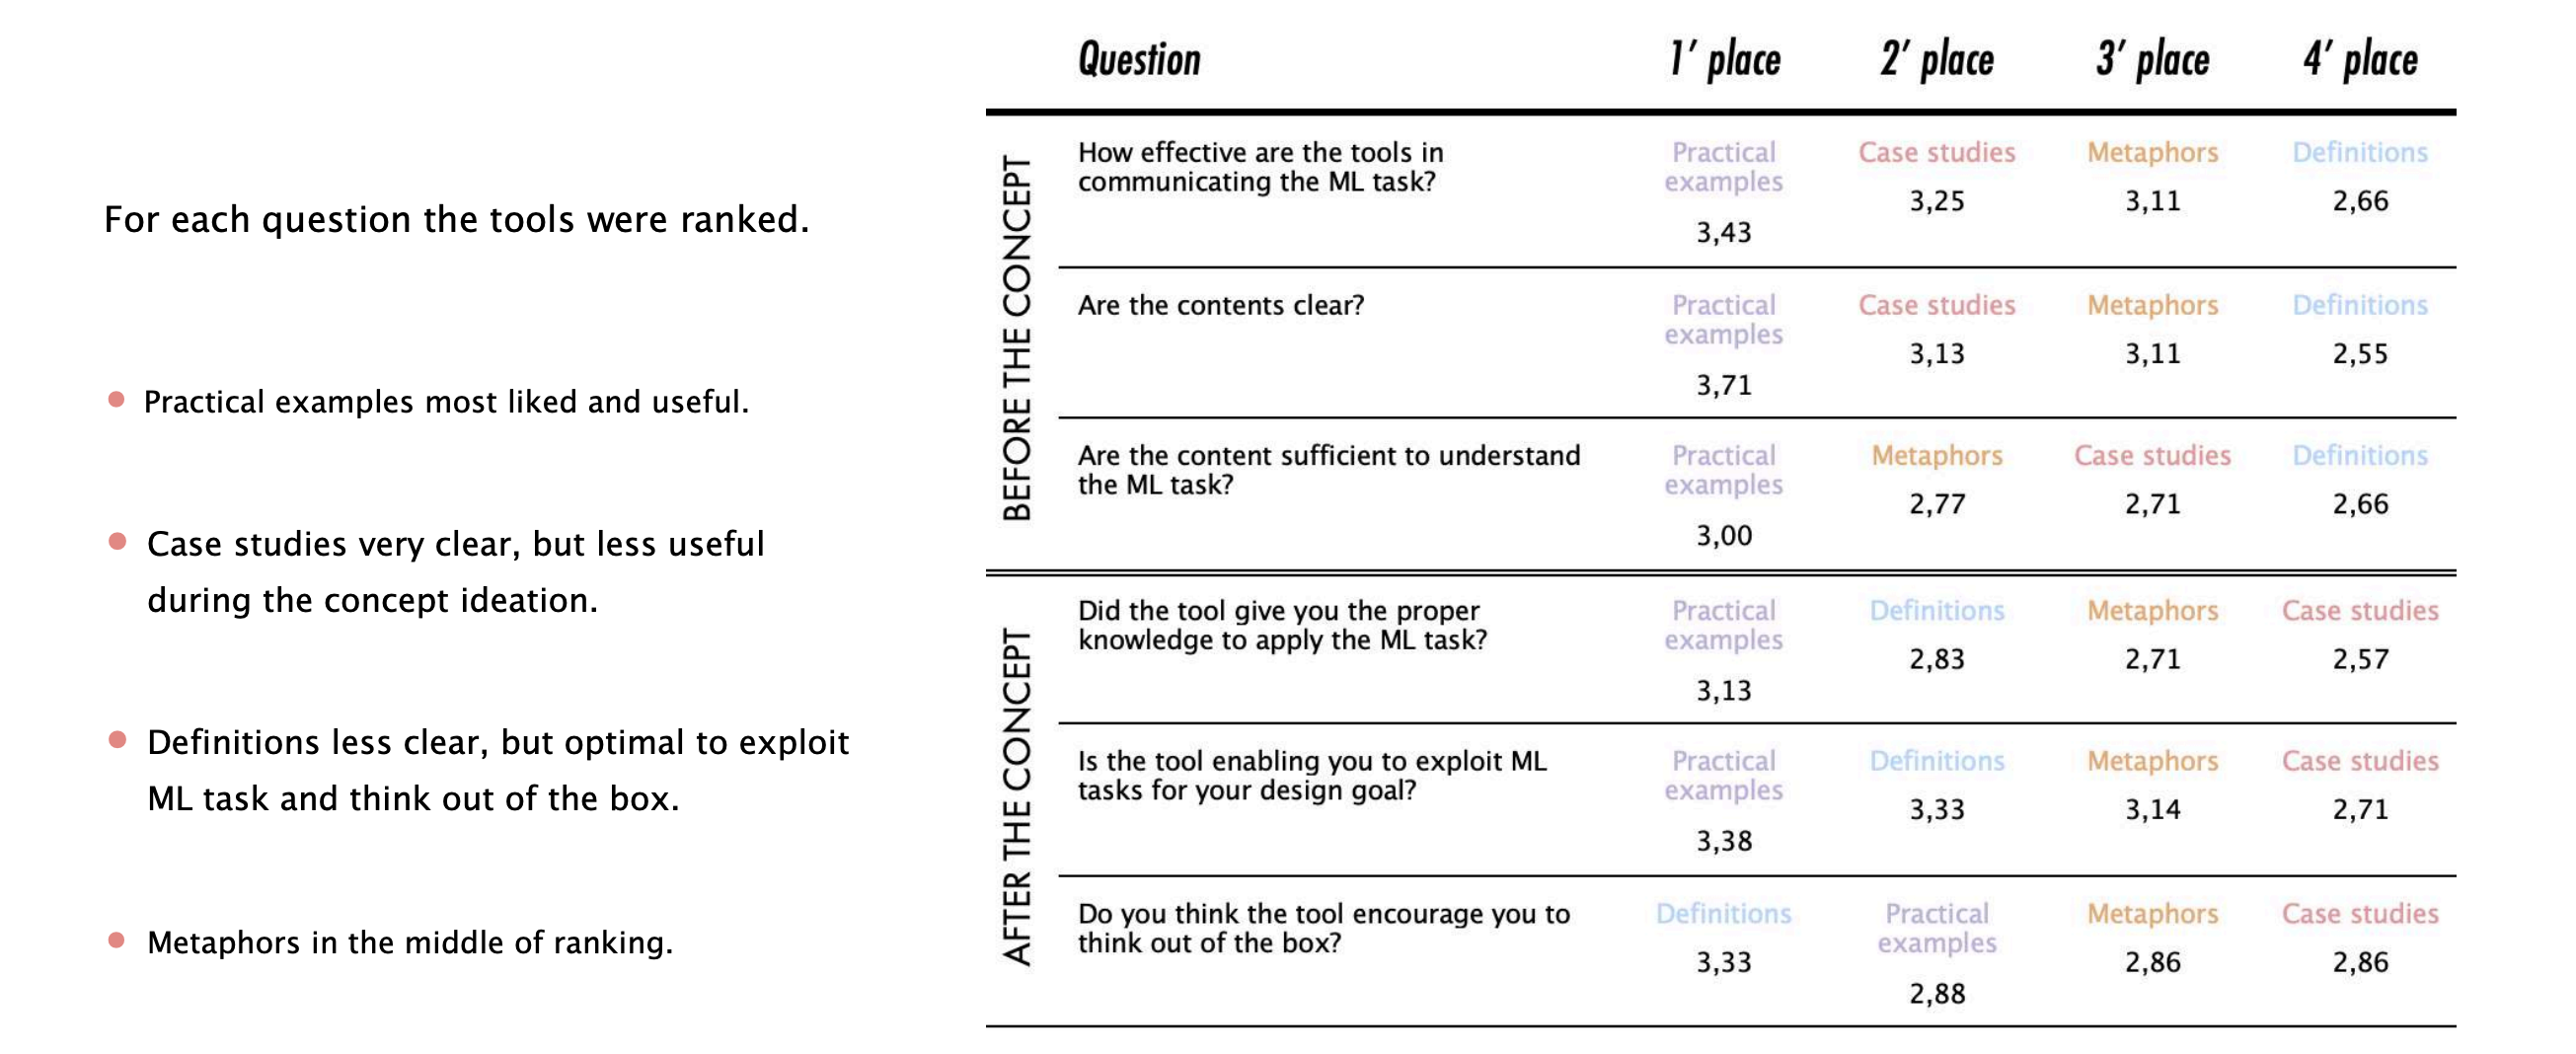 For each question the tools were ranked.
• Practical examples most liked and useful.
• Case studies very clear, but less useful
during the concept ideation.
• Definitions less clear, but optimal to exploit
ML task and think out of the box.
• Metaphors in the middle of ranking.
Question 1′ place 2′ place 3′ place 4′ place
BEFORE THE CONCEPT
How effective are the tools in
communicating the ML task?
Practical
examples
3,43
Case studies
3,25
Metaphors
3,11
Definitions
2,66
Are the contents clear?
Practical
examples
3,71
Case studies
3,13
Metaphors
3,11
Definitions
2,55
Are the content sufficient to understand
the ML task?
Practical
examples
3,00
Metaphors
2,77
Case studies
2,71
Definitions
2,66
AFTER THE CONCEPT
Did the tool give you the proper
knowledge to apply the ML task?
Practical
examples
3,13
Definitions
2,83
Metaphors
2,71
Case studies
2,57
Is the tool enabling you to exploit ML
tasks for your design goal?
Practical
examples
3,38
Definitions
3,33
Metaphors
3,14
Case studies
2,71
Do you think the tool encourage you to
think out of the box?
Definitions
3,33
Practical
examples
2,88
Metaphors
2,86
Case studies
2,86